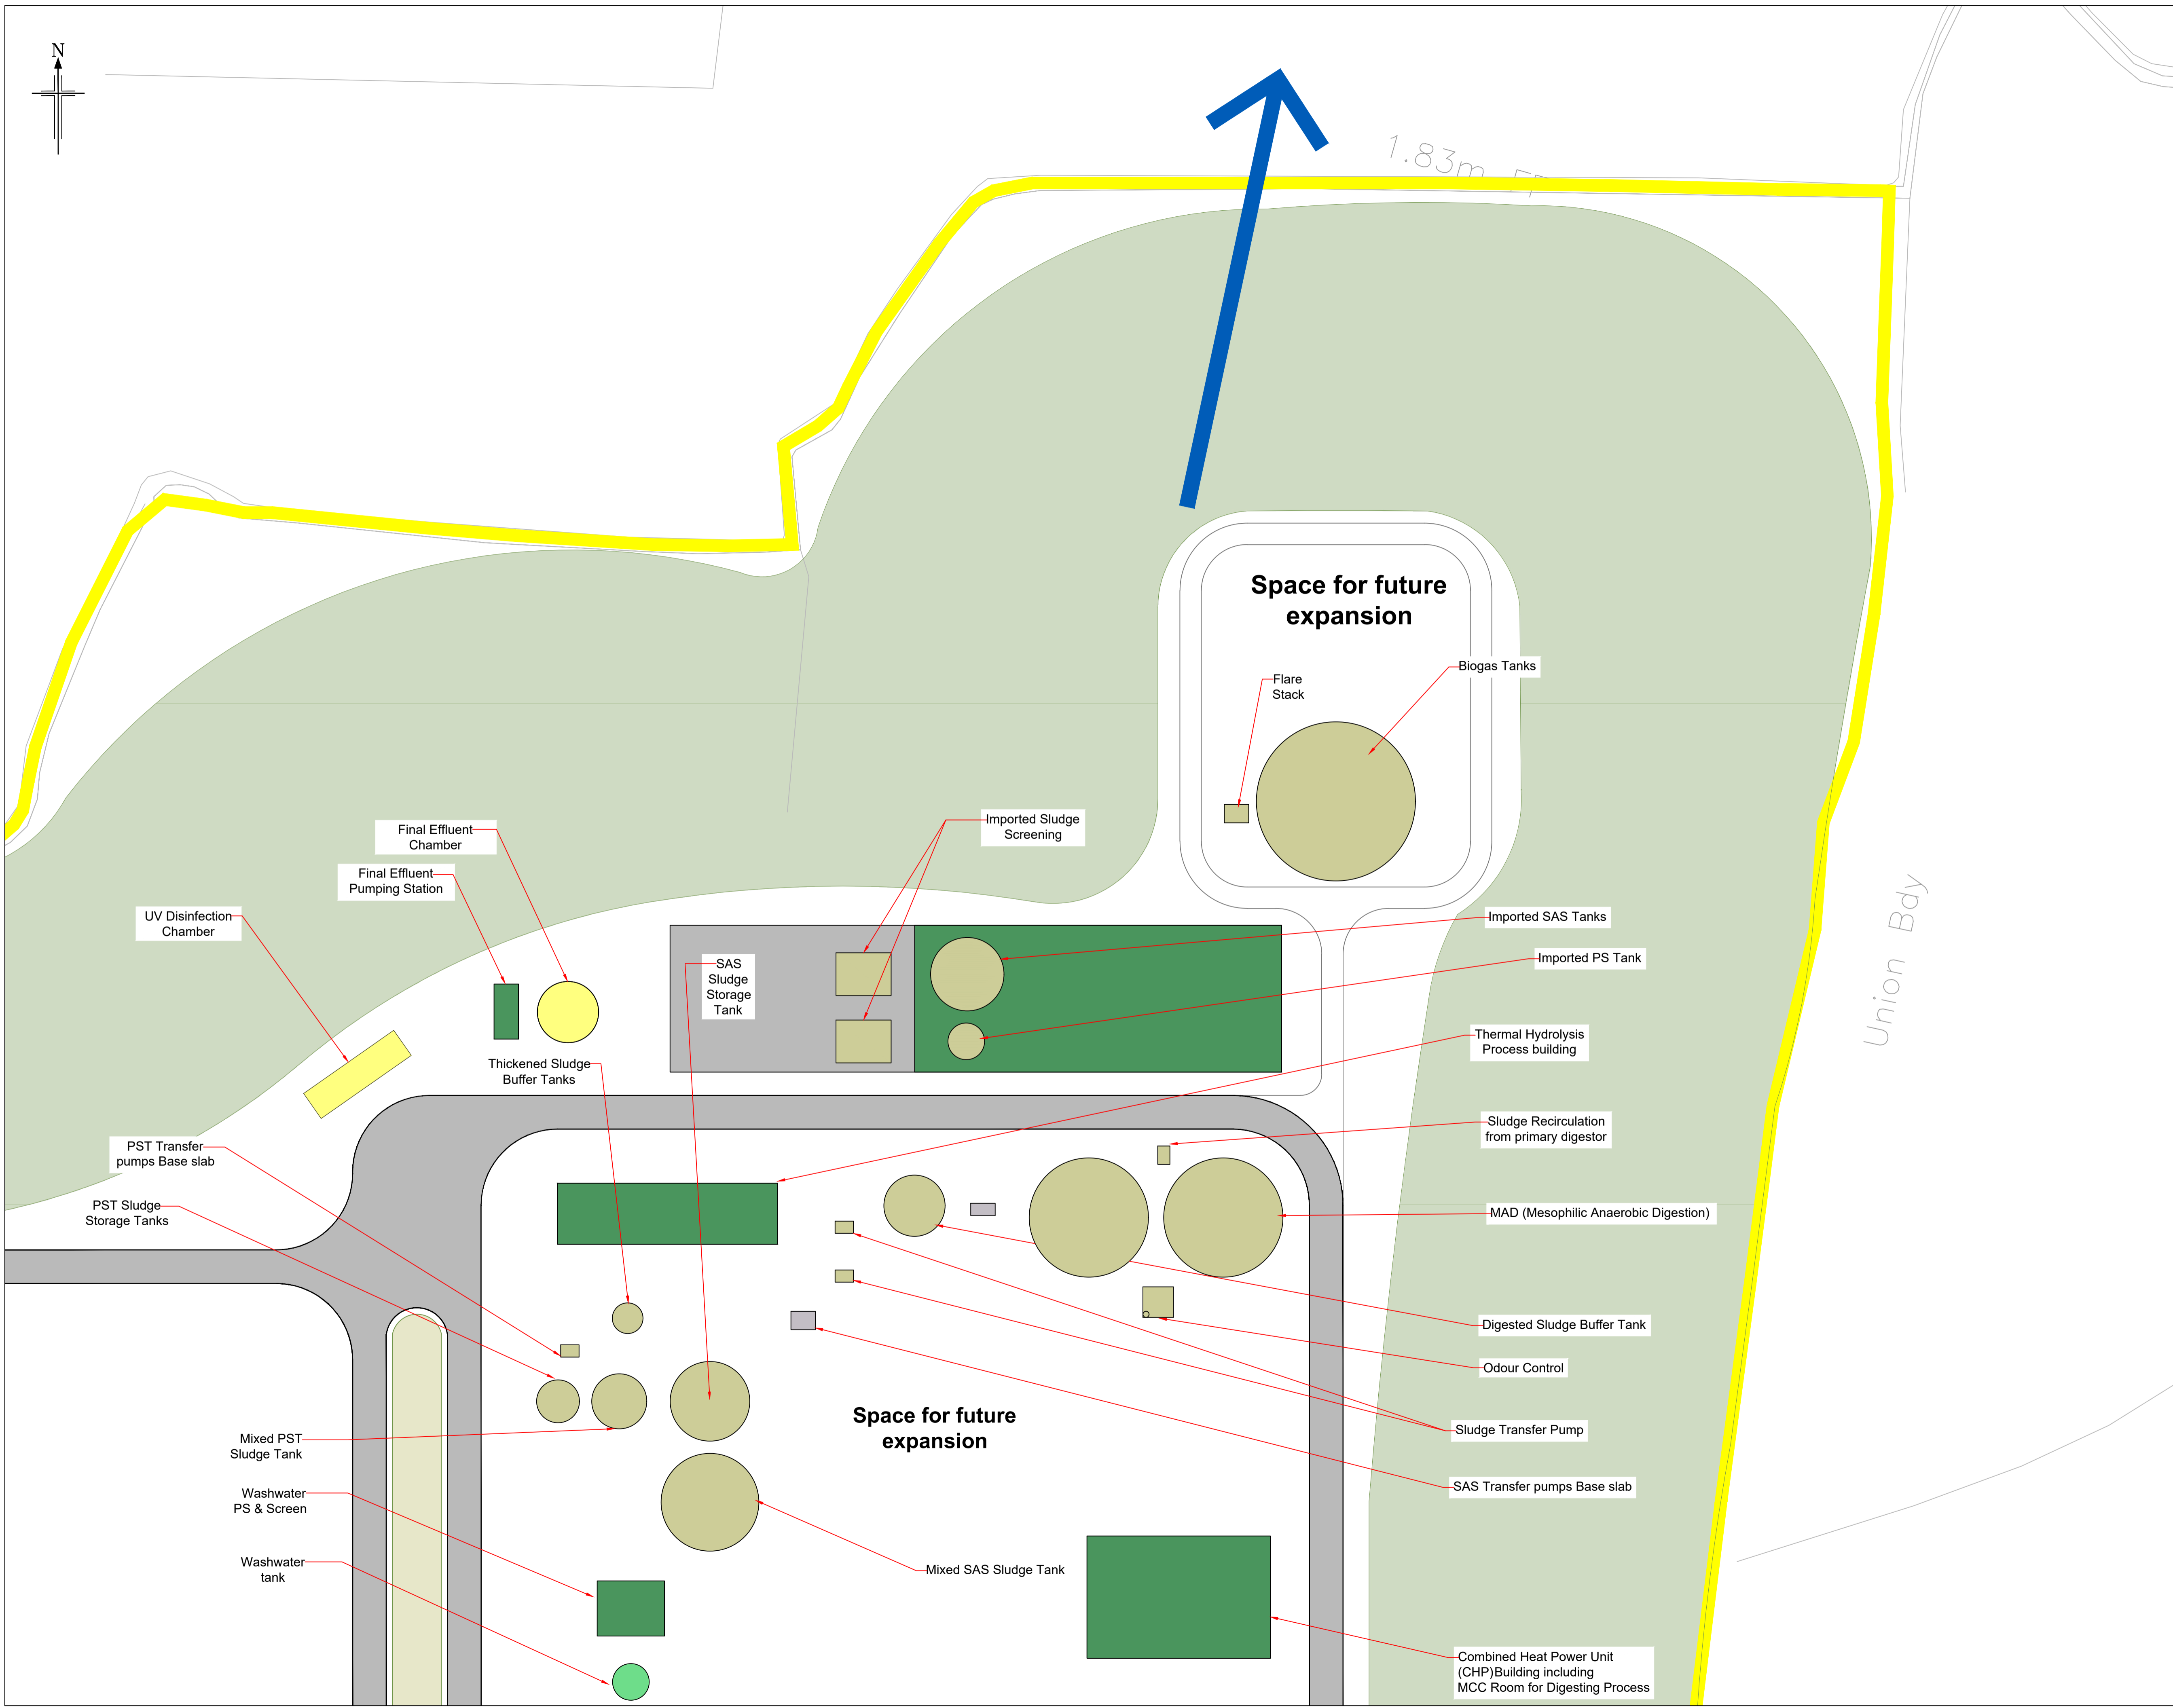 N
1.83m
Space for future
expansion
Biogas Tanks
Flare
Stack
Final Effluent
Chamber
Imported Sludge
Screening
Final Effluent
Pumping Station
UV Disinfection
Chamber
SAS
Sludge
Storage
Tank
Imported SAS Tanks
Imported PS Tank
Union Bdy
Thickened Sludge
Buffer Tanks
Thermal Hydrolysis
Process building
PST Transfer
pumps Base slab
Sludge Recirculation
from primary digestor
PST Sludge
Storage Tanks
MAD (Mesophilic Anaerobic Digestion)
Digested Sludge Buffer Tank
Odour Control
Space for future
expansion
Mixed PST
Sludge Tank
Sludge Transfer Pump
Washwater
PS & Screen
SAS Transfer pumps Base slab
Washwater
tank
Mixed SAS Sludge Tank
Combined Heat Power Unit
(CHP)Building including
MCC Room for Digesting Process